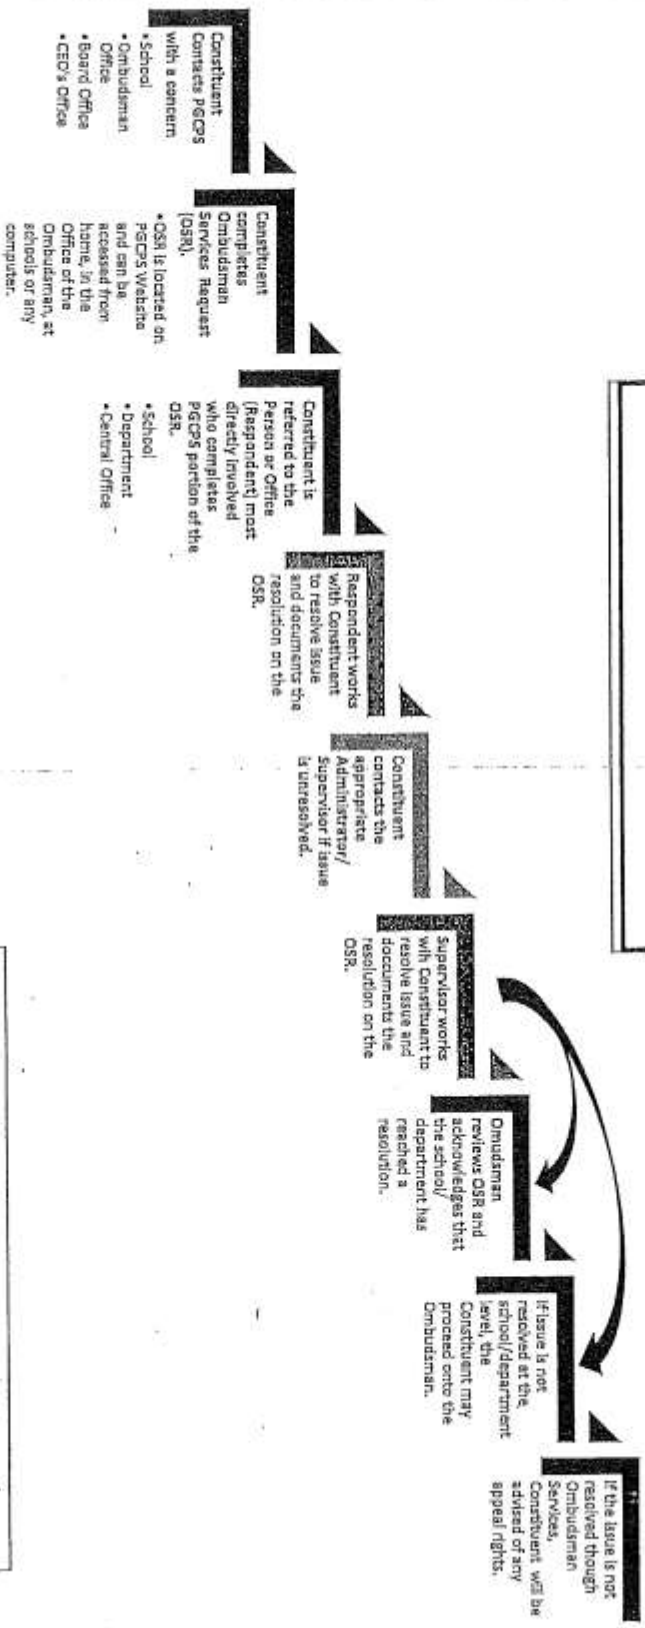 Constituent
Contacts PGCPS
with a concern
• School
• Ombudsman
Office
• Board Office
• CEO's Office
Constituent
completes
Ombudsman
Services Request
(OSR).
• OSR is located on
PGCPS Website
and can be
accessed from
home, in the
Office of the
Ombudsman, at
schools or any
computer.
Constituent is
referred to the
Person or Office
(Respondent) most
directly involved
who completes
PGCPS portion of the
OSR.
• School
• Department
• Central Office
Respondent works
with Constituent
to resolve issue
and documents the
resolution on the
OSR.
Constituent
contacts the
appropriate
Administrator/
Supervisor if issue
is unresolved.
Supervisor works
wih Constituent to
resolve issue and
documents the
resolution on the
OSR.
Omudsman
reviews OSR and
acknowledges that
the school/
department has
reached a
resolution.
If issue is not
resolved at the
school/department
level, the
Constituent may
proceed onto the
Ombudsman.
If the issue is not
resolved though
Ombudsman
Services,
Constituent will be
advised of any
appeal rights.